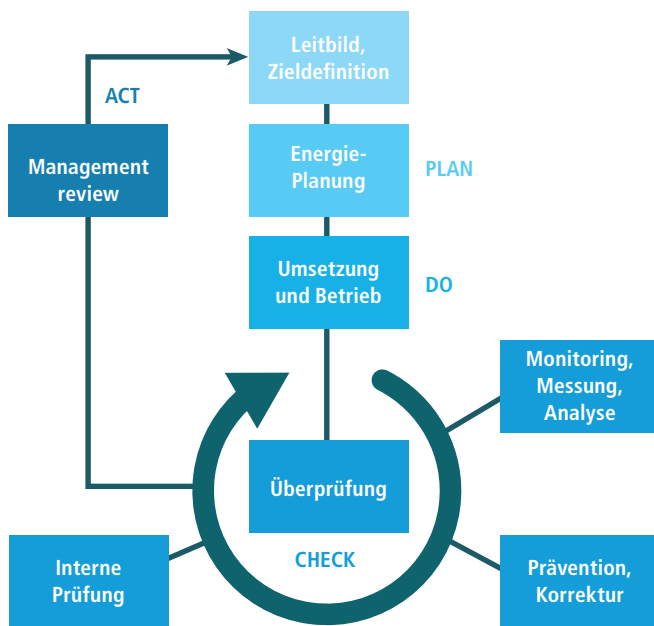 Leitbild,
Zieldefinition
ACT
Management
review
Energie-
Planung
PLAN
Umsetzung
und Betrieb
DO
Monitoring,
Messung,
Analyse
Überprüfung
CHECK
Interne
Prüfung
Prävention,
Korrektur